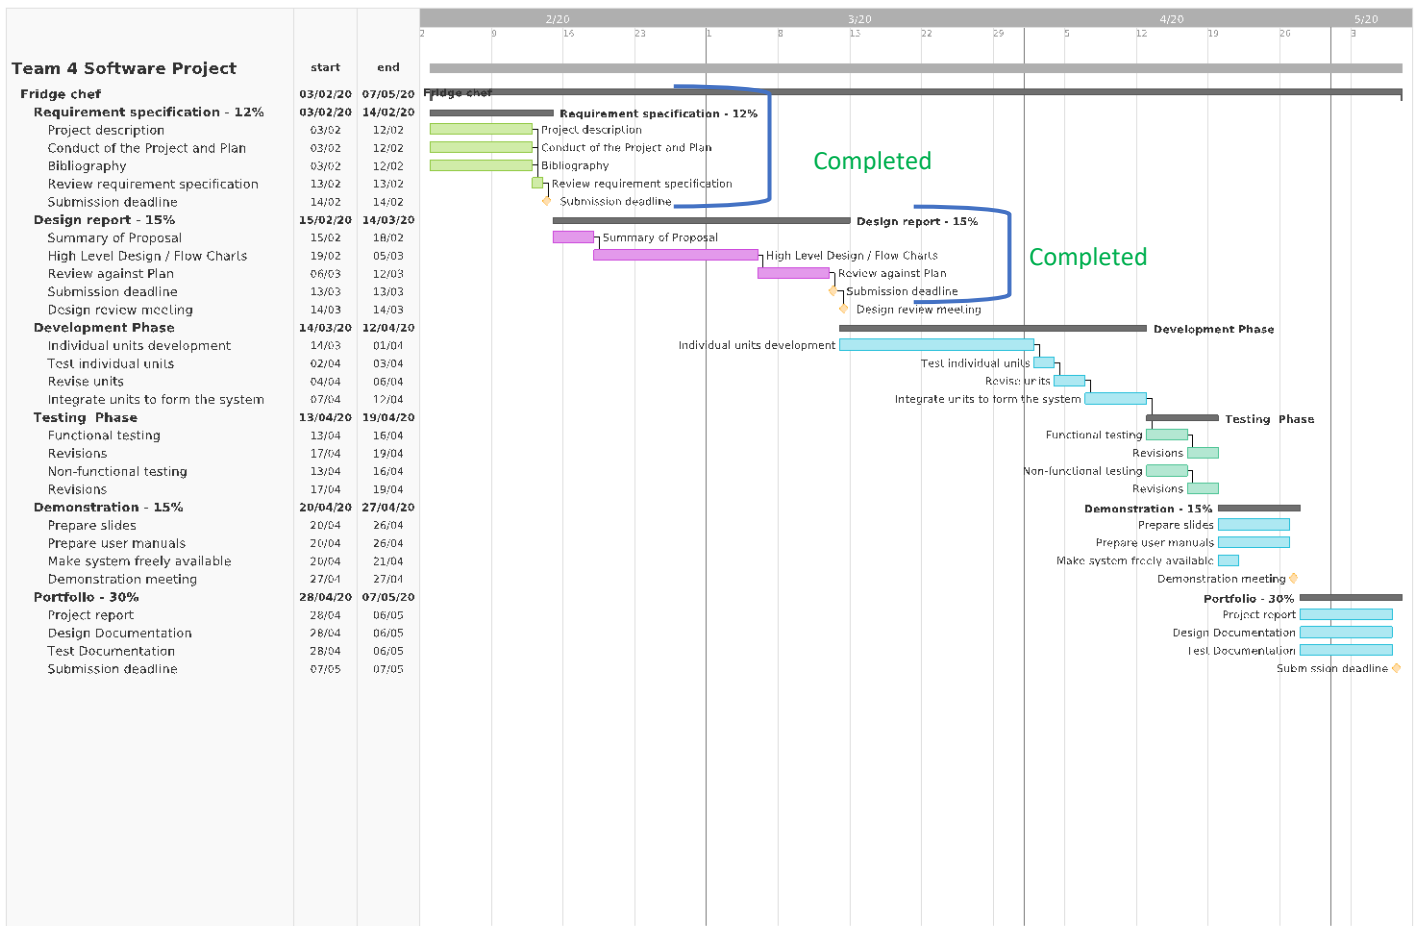 2/20 3/20 4/20 5/20
2 9 16 23 1 8 15 22 29 5 12 19 26 3
Team 4 Software Project start end
Fridge chef 03/02/20 07/05/20 Fridge chef
Requirement specification - 12% 03/02/20 14/02/20 Requirement specification - 12%
Project description 03/02 12/02 Project description
Conduct of the Project and Plan 03/02 12/02 Conduct of the Project and Plan
Completed
Bibliography 03/02 12/02 Bibliography
Review requirement specification 13/02 13/02 Review requirement specification
Submission deadline 14/02 14/02 Submission deadline
Design report - 15% 15/02/20 14/03/20 Design report - 15%
Summary of Proposal 15/02 18/02 Summary of Proposal
High Level Design / Flow Charts 19/02 05/03 High Level Design / Flow Charts
Completed
Review against Plan 06/03 12/03 Review against Plan
Submission deadline 13/03 13/03 Submission deadline
Design review meeting 14/03 14/03 Design review meeting
Development Phase 14/03/20 12/04/20 Development Phase
Individual units development 14/03 01/04 Individual units development
Test individual units 02/04 03/04 Test individual units
Revise units 04/04 06/04 Revise units
Integrate units to form the system 07/04 12/04 Integrate units to form the system
Testing Phase 13/04/20 19/04/20 Testing Phase
Functional testing 13/04 16/04 Functional testing
Revisions 17/04 19/04 Revisions
Non-functional testing 13/04 16/04 Non-functional testing
Revisions 17/04 19/04 Revisions
Demonstration - 15% 20/04/20 27/04/20 Demonstration - 15%
Prepare slides 20/04 26/04 Prepare slides
Prepare user manuals 20/04 26/04 Prepare user manuals
Make system freely available 20/04 21/04 Make system freely available
Demonstration meeting 27/04 27/04 Demonstration meeting
Portfolio - 30% 28/04/20 07/05/20 Portfolio - 30%
Project report 28/04 06/05 Project report
Design Documentation 28/04 06/05 Design Documentation
Test Documentation 28/04 06/05 Test Documentation
Submission deadline 07/05 07/05 Submission deadline